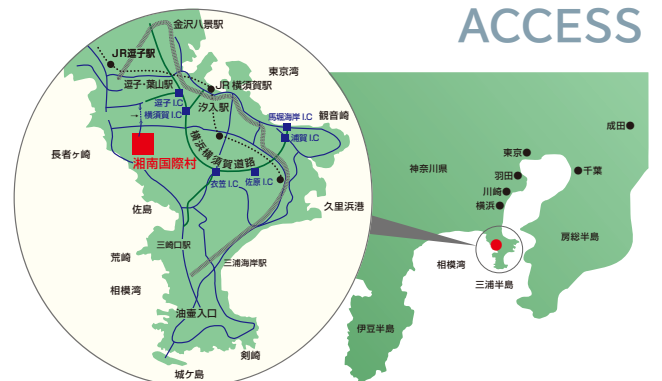 ACCESS
金沢八景駅
JR逗子駅
東京湾
逗子・葉山駅
JR横須賀駅
逗子 I.C
汐入駅
横須賀 I.C
馬堀海岸 I.C
観音崎
浦賀 I.C
長者ヶ崎
横浜横須賀道路
湘南国際村
衣笠 I.C
佐原 I.C
佐島
久里浜港
三崎口駅
荒崎
三浦海岸駅
相模湾
油壷入口
剣崎
城ケ島
成田
東京
神奈川県
千葉
羽田
川崎
横浜
房総半島
相模湾
三浦半島
伊豆半島